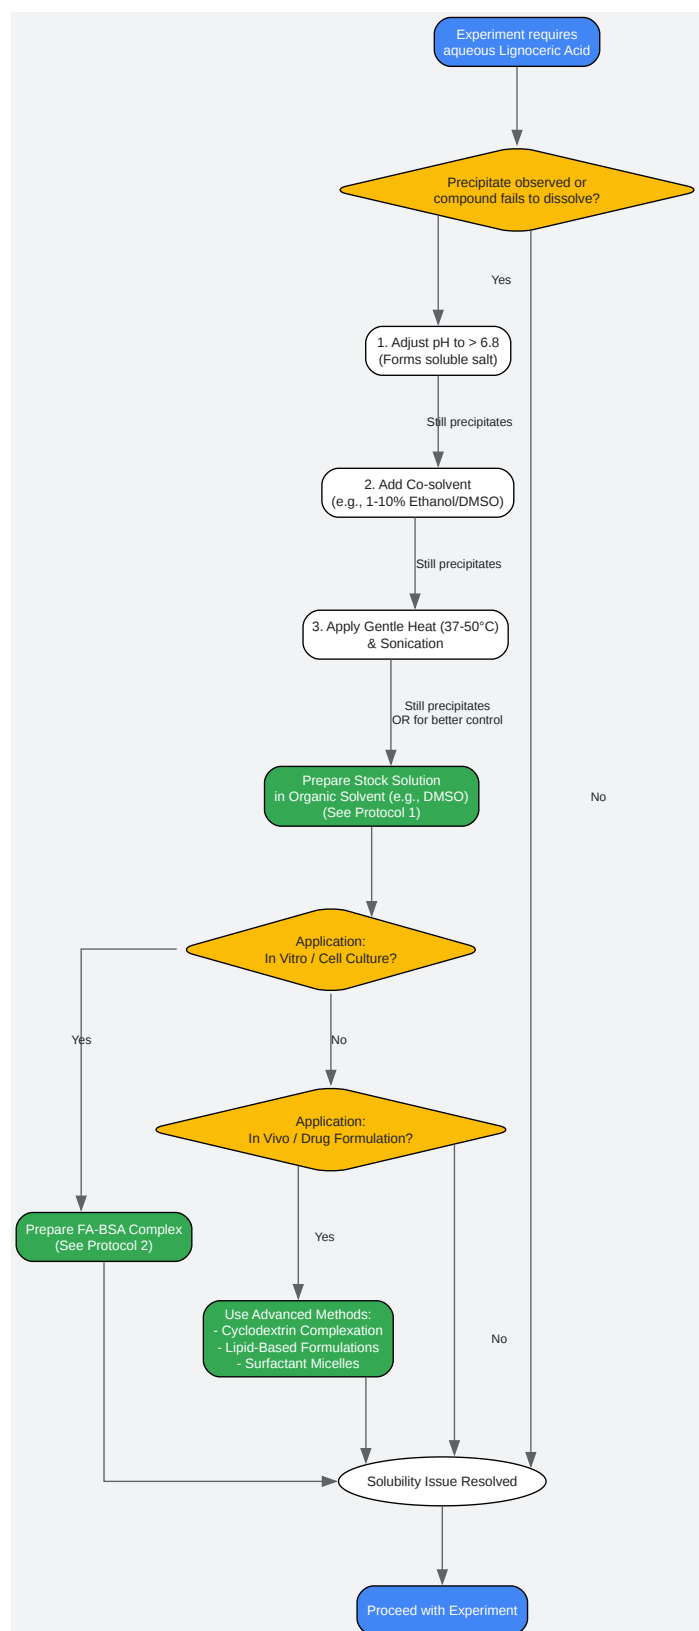 Experiment requires
aqueous Lignoceric Acid
Precipitate observed or
compound fails to dissolve?
Yes
1. Adjust pH to > 6.8
(Forms soluble salt)
Still precipitates
2. Add Co-solvent
(e.g., 1-10% Ethanol/DMSO)
Still precipitates
3. Apply Gentle Heat (37-50°C)
& Sonication
Still precipitates
OR for better control
Prepare Stock Solution
in Organic Solvent (e.g., DMSO)
(See Protocol 1)
No
Application:
In Vitro / Cell Culture?
Yes
No
Application:
In Vivo / Drug Formulation?
Prepare FA-BSA Complex
(See Protocol 2)
Yes
Use Advanced Methods:
- Cyclodextrin Complexation
- Lipid-Based Formulations
- Surfactant Micelles
No
Solubility Issue Resolved
Proceed with Experiment